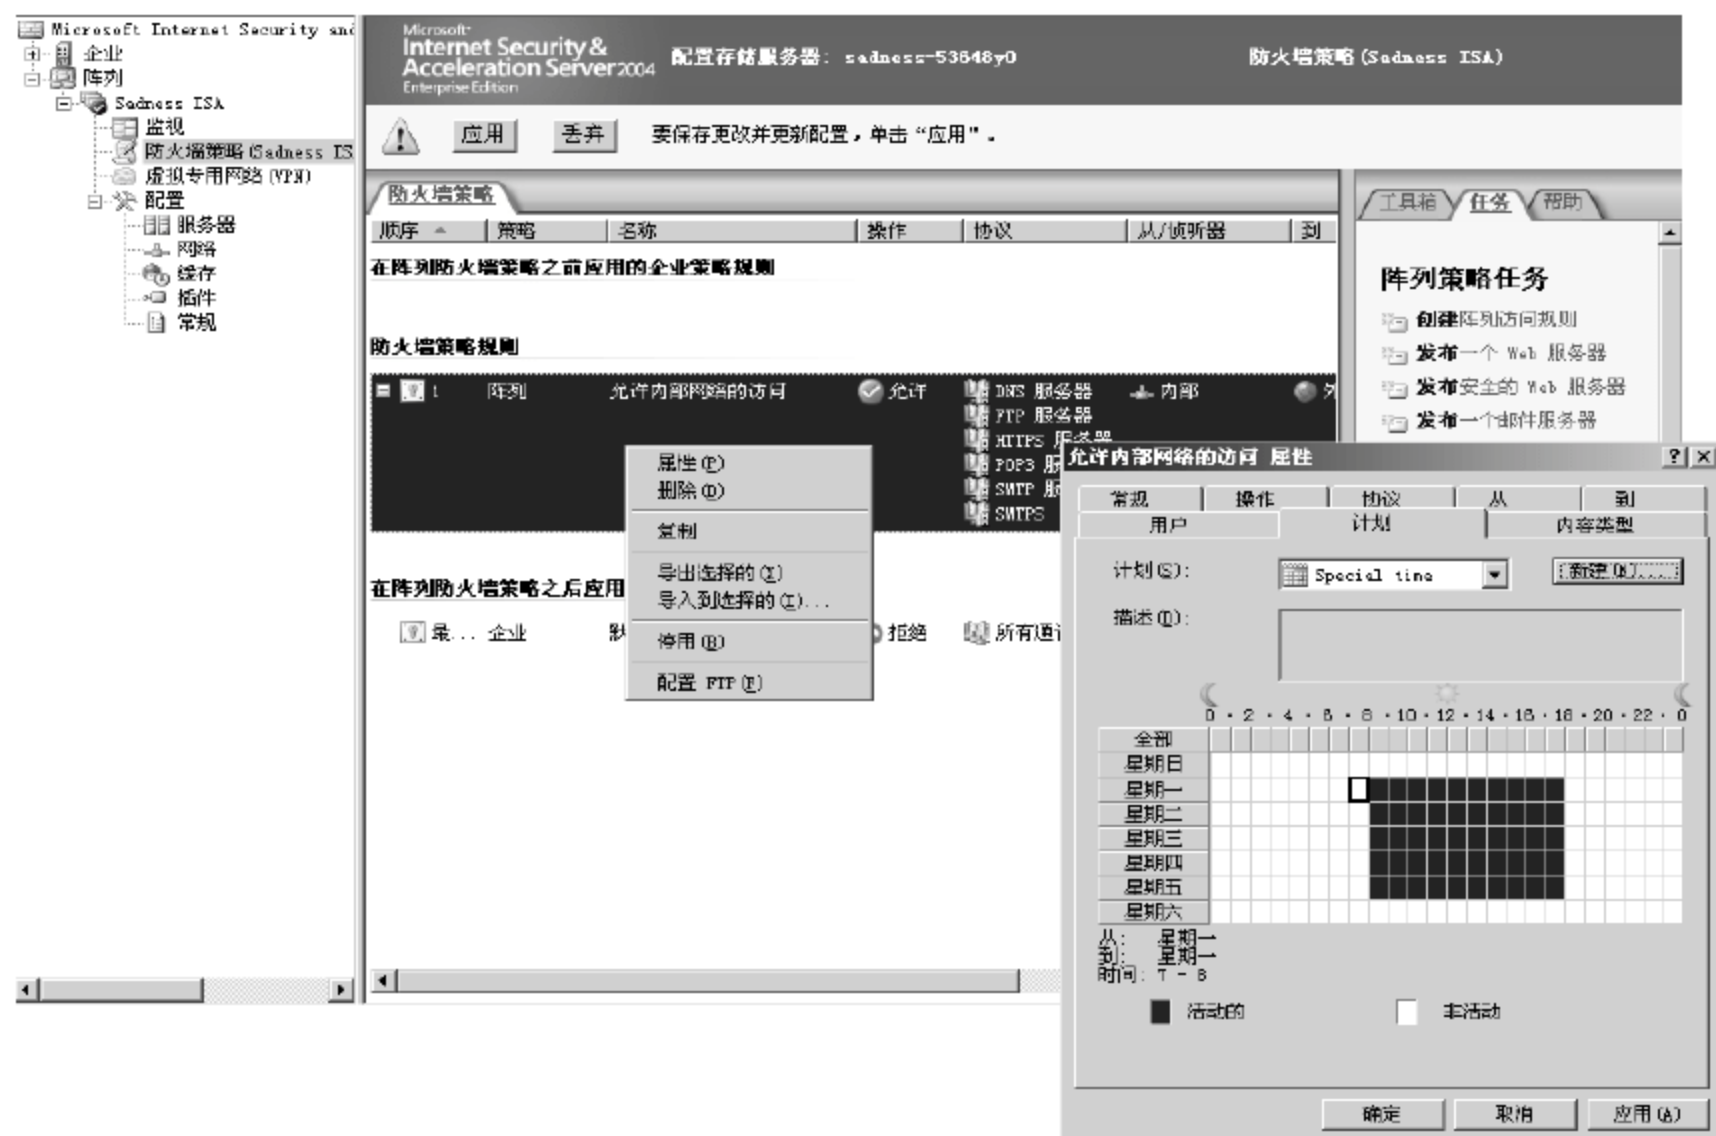 Microsoft Internet Security and
企业
阵列
Sadness ISA
监视
防火墙策略(Sadness IS
虚拟专用网络(VPN)
配置
服务器
网络
缓存
插件
常规
Microsoft
Internet Security &
Acceleration Server2004
Enterprise Edition
配置存储服务器: sadness-53648y0
防火墙策略(Sadness ISA)
应用 丢弃 要保存更改并更新配置,单击“应用”。
防火墙策略
顺序 策略 名称 操作 协议 从/侦听器 到
在阵列防火墙策略之前应用的企业策略规则
防火墙策略规则
1 阵列 允许内部网络的访问 允许 DNS 服务器 内部
FTP 服务器
HTTPS 服务器
POP3
SMTP
SMTPS
在阵列防火墙策略之后应用
最... 企业 拒绝 所有通
属性(P)
删除(D)
复制
导出选择的(X)
导入到选择的(I)...
停用(B)
配置 FTP(F)
工具箱 任务 帮助
阵列策略任务
创建阵列访问规则
发布一个 Web 服务器
发布安全的 Web 服务器
发布一个邮件服务器
允许内部网络的访问 属性
常规 操作 协议 从 到
用户 计划 内容类型
计划(S): Special time 新建(N)...
描述(D):
0 · 2 · 4 · 6 · 8 · 10 · 12 · 14 · 16 · 18 · 20 · 22 · 0
全部
星期日
星期一
星期二
星期三
星期四
星期五
星期六
从: 星期一
到: 星期一
时间: 7 - 8
活动的 非活动
确定 取消 应用(A)